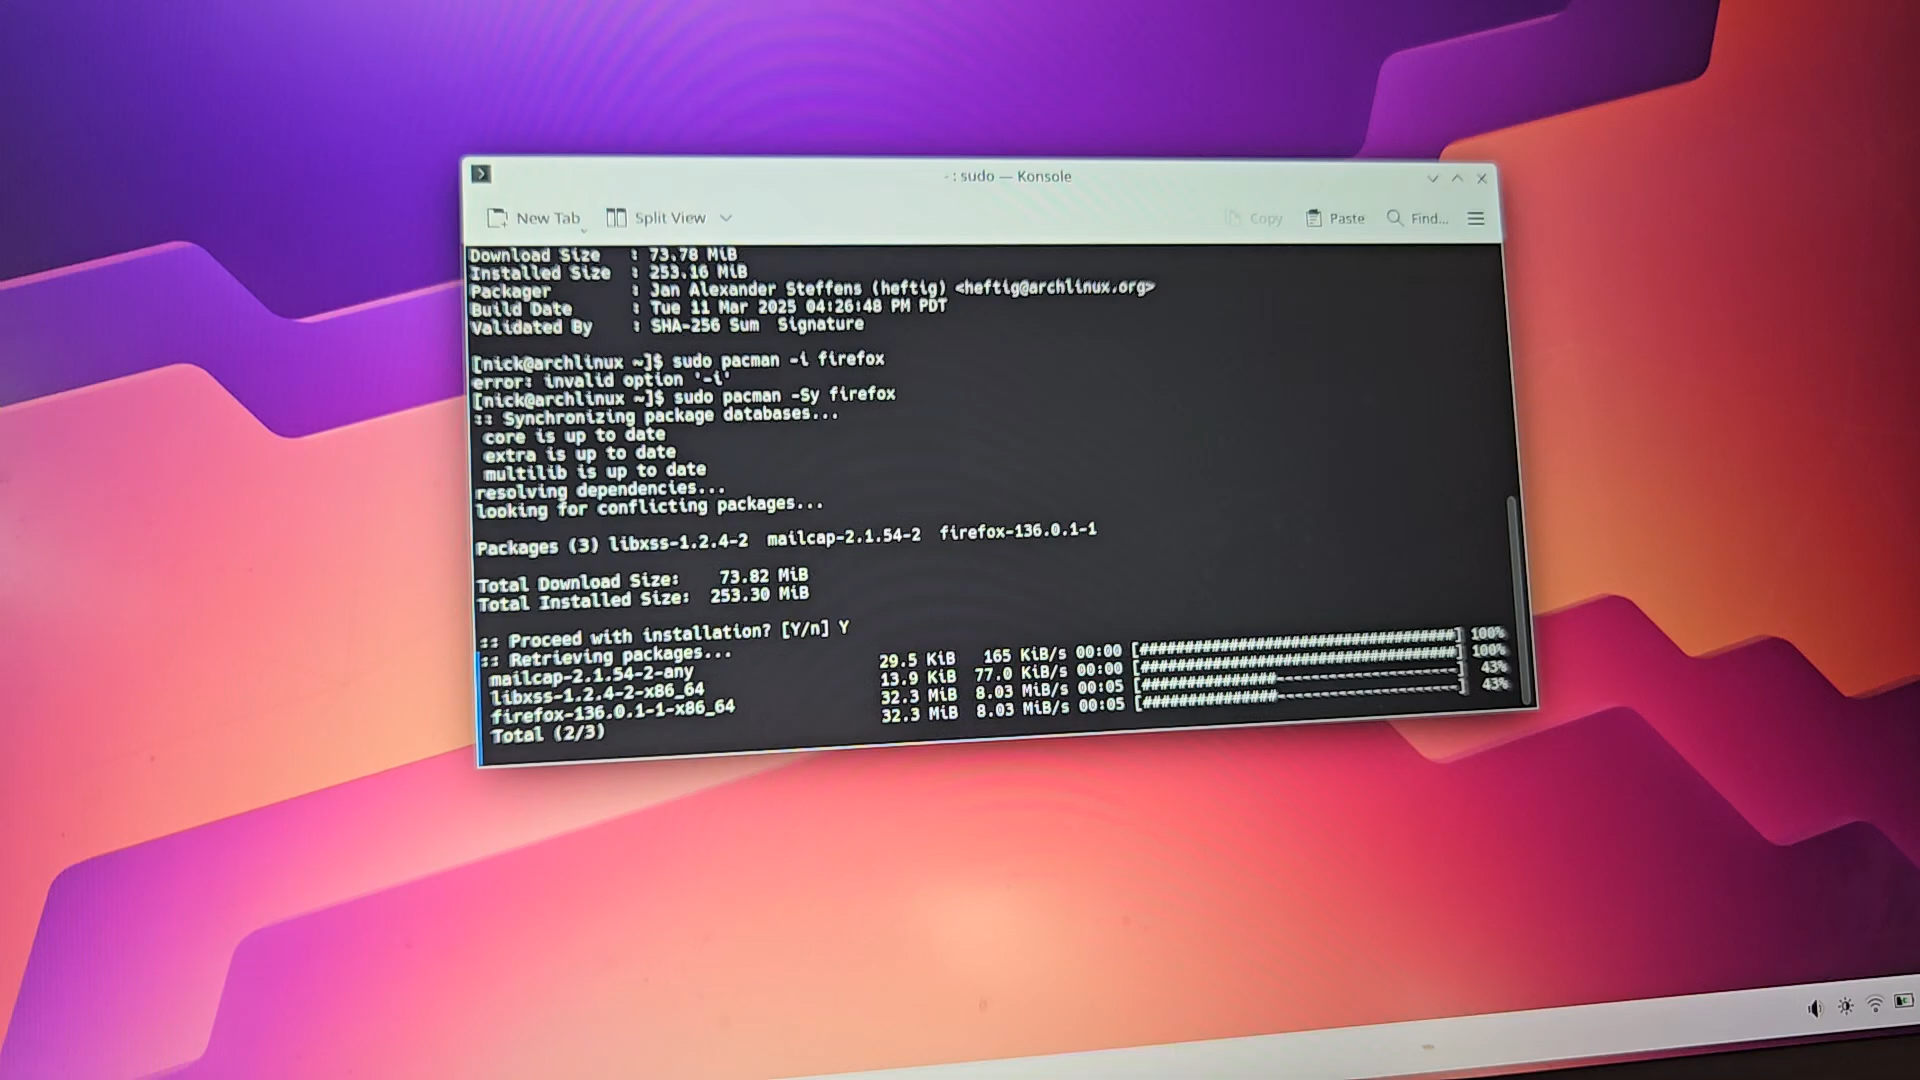 - : sudo — Konsole
New Tab Split View Copy Paste Find...
Download Size : 73.78 MiB
Installed Size : 253.16 MiB
Packager : Jan Alexander Steffens (heftig) <heftig@archlinux.org>
Build Date : Tue 11 Mar 2025 04:26:48 PM PDT
Validated By : SHA-256 Sum Signature
[nick@archlinux ~]$ sudo pacman -i firefox
error: invalid option '-i'
[nick@archlinux ~]$ sudo pacman -Sy firefox
:: Synchronizing package databases...
core is up to date
extra is up to date
multilib is up to date
resolving dependencies...
looking for conflicting packages...
Packages (3) libxss-1.2.4-2 mailcap-2.1.54-2 firefox-136.0.1-1
Total Download Size: 73.82 MiB
Total Installed Size: 253.30 MiB
:: Proceed with installation? [Y/n] Y
:: Retrieving packages...
mailcap-2.1.54-2-any 29.5 KiB 165 KiB/s 00:00 [#################################] 100%
libxss-1.2.4-2-x86_64 13.9 KiB 77.0 KiB/s 00:00 [#################################] 100%
firefox-136.0.1-1-x86_64 32.3 MiB 8.03 MiB/s 00:05 [##############-------------------] 43%
Total (2/3) 32.3 MiB 8.03 MiB/s 00:05 [##############-------------------] 43%